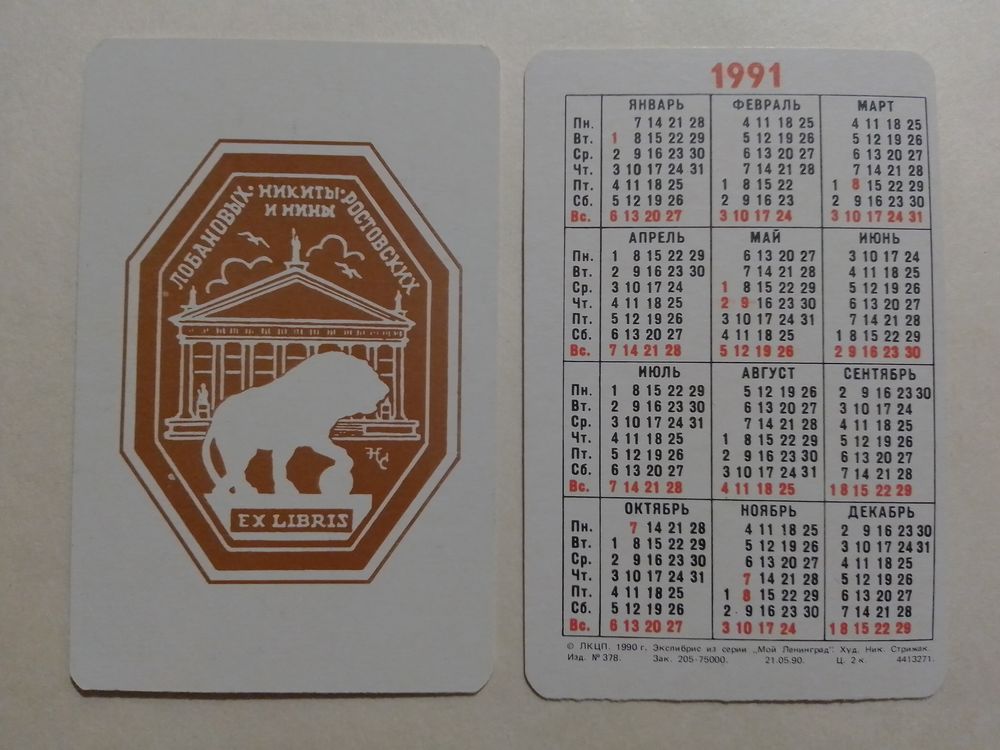 ЛОБАНОВЫХ · НИКИТЫ · РОСТОВСКИХ
И НИНЫ
НС
EX LIBRIS
1991
ЯНВАРЬ ФЕВРАЛЬ МАРТ
Пн. 7 14 21 28 4 11 18 25 4 11 18 25
Вт. 1 8 15 22 29 5 12 19 26 5 12 19 26
Ср. 2 9 16 23 30 6 13 20 27 6 13 20 27
Чт. 3 10 17 24 31 7 14 21 28 7 14 21 28
Пт. 4 11 18 25 1 8 15 22 1 8 15 22 29
Сб. 5 12 19 26 2 9 16 23 2 9 16 23 30
Вс. 6 13 20 27 3 10 17 24 3 10 17 24 31
АПРЕЛЬ МАЙ ИЮНЬ
Пн. 1 8 15 22 29 6 13 20 27 3 10 17 24
Вт. 2 9 16 23 30 7 14 21 28 4 11 18 25
Ср. 3 10 17 24 1 8 15 22 29 5 12 19 26
Чт. 4 11 18 25 2 9 16 23 30 6 13 20 27
Пт. 5 12 19 26 3 10 17 24 31 7 14 21 28
Сб. 6 13 20 27 4 11 18 25 1 8 15 22 29
Вс. 7 14 21 28 5 12 19 26 2 9 16 23 30
ИЮЛЬ АВГУСТ СЕНТЯБРЬ
Пн. 1 8 15 22 29 5 12 19 26 2 9 16 23 30
Вт. 2 9 16 23 30 6 13 20 27 3 10 17 24
Ср. 3 10 17 24 31 7 14 21 28 4 11 18 25
Чт. 4 11 18 25 1 8 15 22 29 5 12 19 26
Пт. 5 12 19 26 2 9 16 23 30 6 13 20 27
Сб. 6 13 20 27 3 10 17 24 31 7 14 21 28
Вс. 7 14 21 28 4 11 18 25 1 8 15 22 29
ОКТЯБРЬ НОЯБРЬ ДЕКАБРЬ
Пн. 7 14 21 28 4 11 18 25 2 9 16 23 30
Вт. 1 8 15 22 29 5 12 19 26 3 10 17 24 31
Ср. 2 9 16 23 30 6 13 20 27 4 11 18 25
Чт. 3 10 17 24 31 7 14 21 28 5 12 19 26
Пт. 4 11 18 25 1 8 15 22 29 6 13 20 27
Сб. 5 12 19 26 2 9 16 23 30 7 14 21 28
Вс. 6 13 20 27 3 10 17 24 1 8 15 22 29
© ЛКЦП. 1990 г. Экслибрис из серии „Мой Ленинград". Худ. Ник. Стрижак.
Изд. № 378. Зак. 205-75000. 21.05.90. Ц. 2 к. 4413271.